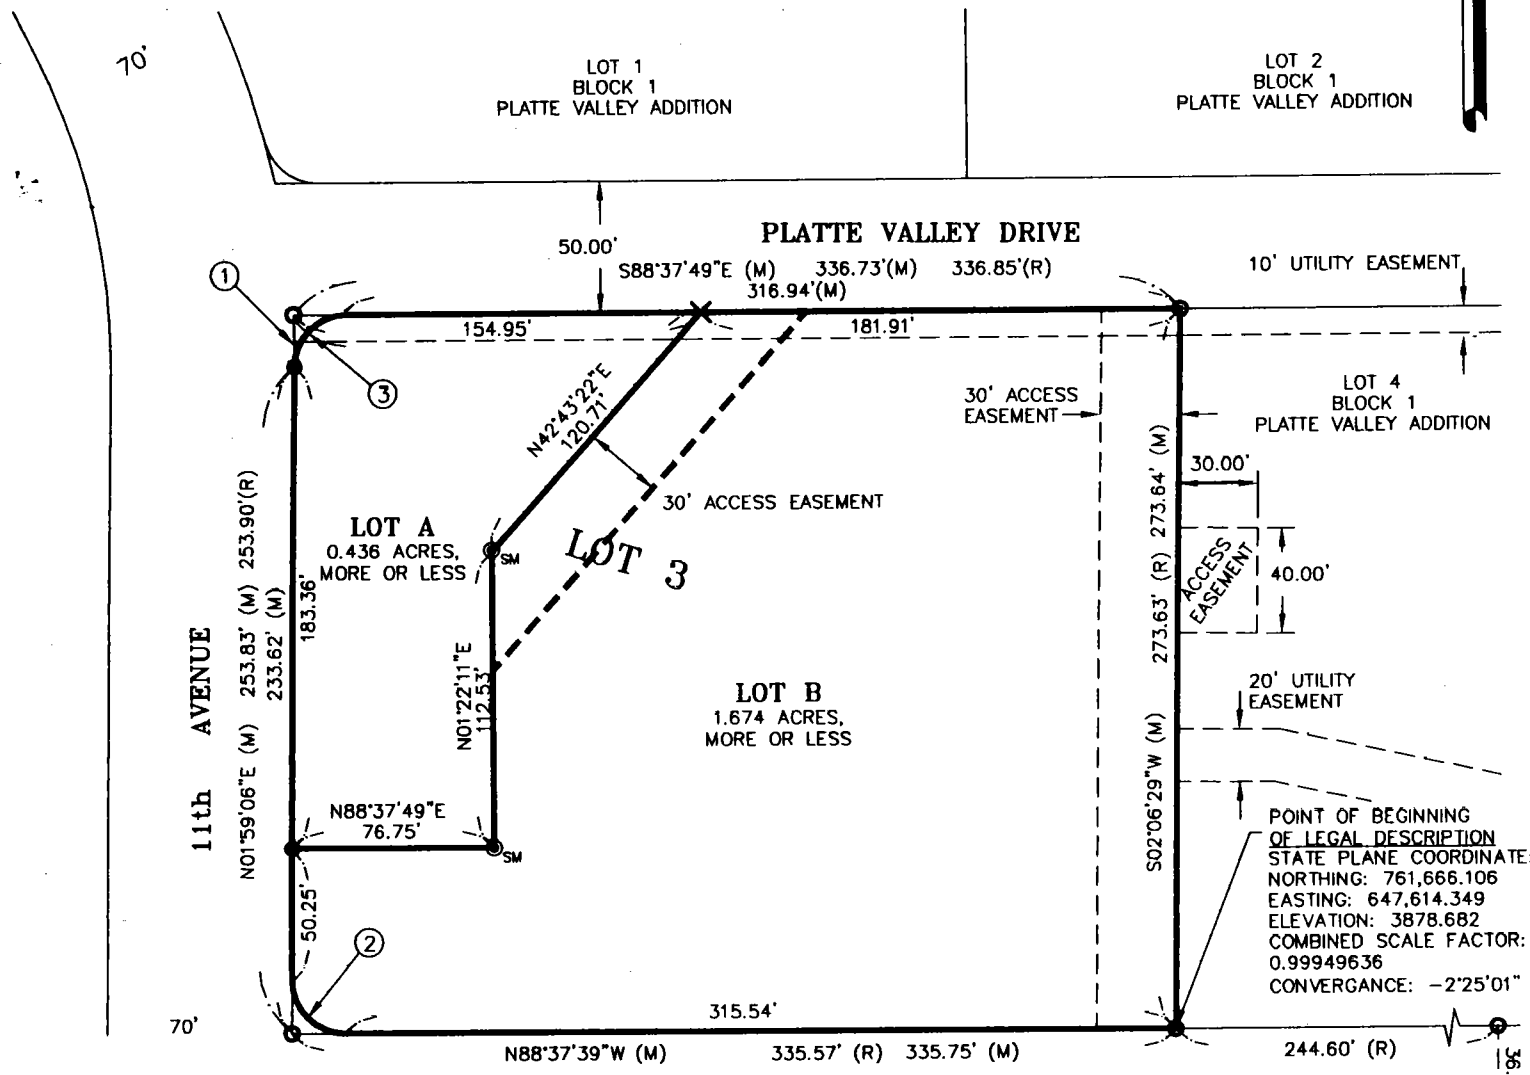 70'
LOT 1
BLOCK 1
PLATTE VALLEY ADDITION
LOT 2
BLOCK 1
PLATTE VALLEY ADDITION
PLATTE VALLEY DRIVE
50.00'
S88°37'49"E (M) 336.73'(M) 336.85'(R)
316.94'(M)
10' UTILITY EASEMENT
1
154.95'
181.91'
3
N42°43'22"E
120.71'
30' ACCESS
EASEMENT
LOT 4
BLOCK 1
PLATTE VALLEY ADDITION
30.00'
30' ACCESS EASEMENT
LOT A
0.436 ACRES,
MORE OR LESS
LOT 3
SM
ACCESS
EASEMENT
40.00'
11th AVENUE
N01°59'06"E (M) 253.83' (M) 253.90'(R)
233.62' (M)
183.36'
N01°22'11"E
112.53'
LOT B
1.674 ACRES,
MORE OR LESS
S02°06'29"W (M) 273.63' (R) 273.64' (M)
20' UTILITY
EASEMENT
N88°37'49"E
76.75'
SM
50.25'
2
POINT OF BEGINNING
OF LEGAL DESCRIPTION
STATE PLANE COORDINATE
NORTHING: 761,666.106
EASTING: 647,614.349
ELEVATION: 3878.682
COMBINED SCALE FACTOR:
0.99949636
CONVERGANCE: -2°25'01"
70'
315.54'
N88°37'39"W (M) 335.57' (R) 335.75' (M)
244.60' (R)
36.